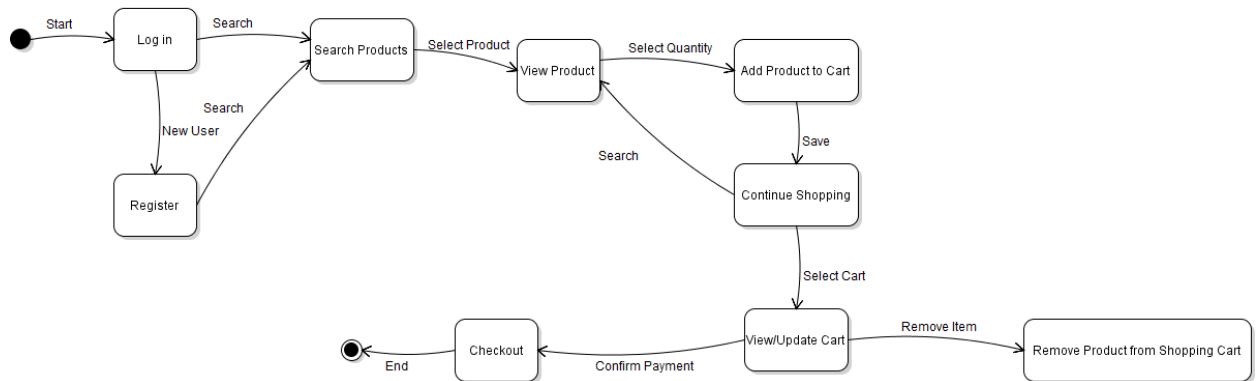 Start
Log in
Search
Search Products
Select Product
View Product
Select Quantity
Add Product to Cart
New User
Search
Register
Search
Save
Continue Shopping
Select Cart
View/Update Cart
Remove Item
Remove Product from Shopping Cart
Confirm Payment
Checkout
End